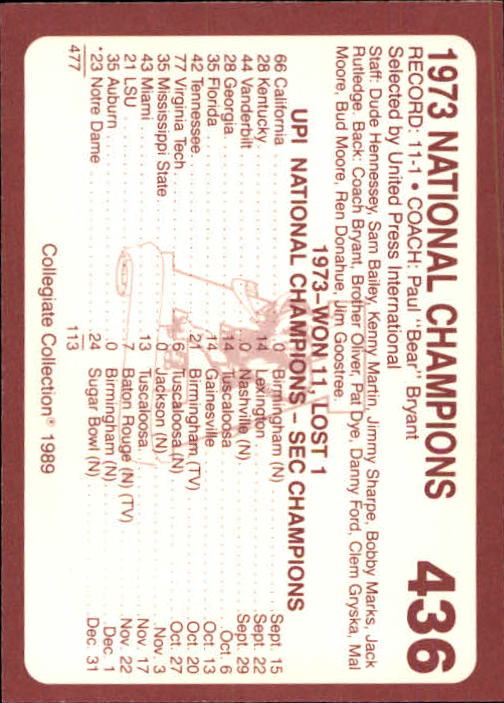 1973 NATIONAL CHAMPIONS 436
RECORD: 11-1 • COACH: Paul "Bear" Bryant
Selected by United Press International
Staff: Dude Hennessey, Sam Bailey, Kenny Martin, Jimmy Sharpe, Bobby Marks, Jack
Rutledge. Back: Coach Bryant, Brother Oliver, Pat Dye, Danny Ford, Clem Gryska, Mal
Moore, Bud Moore, Ren Donahue, Jim Goostree.
1973-WON 11, LOST 1
UPI NATIONAL CHAMPIONS - SEC CHAMPIONS
66 California 0 Birmingham (N) Sept. 15
28 Kentucky 14 Lexington Sept. 22
44 Vanderbilt 0 Nashville (N) Sept. 29
28 Georgia 14 Tuscaloosa Oct. 6
35 Florida 14 Gainesville Oct. 13
42 Tennessee 21 Birmingham (TV) Oct. 20
77 Virginia Tech 6 Tuscaloosa (N) Oct. 27
35 Mississippi State 0 Jackson (N) Nov. 3
43 Miami 13 Tuscaloosa Nov. 17
21 LSU 7 Baton Rouge (N) (TV) Nov. 22
35 Auburn 0 Birmingham (N) Dec. 1
*23 Notre Dame 24 Sugar Bowl (N) Dec. 31
477 113
Collegiate Collection® 1989